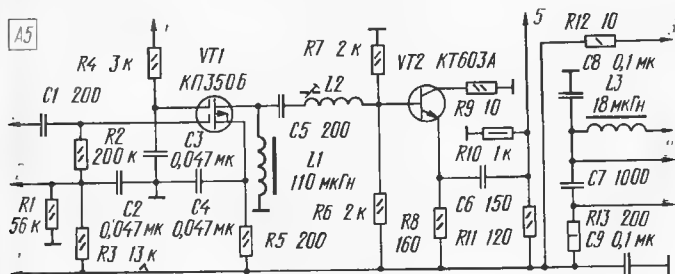 А5
R4 3 к
VT1
КП350Б
C1 200
R2
200 к
C3
0,047 мк
R1
56 к
C2
0,047 мк
R3 13 к
C4
0,047 мк
R5 200
L1
110 мкГн
C5 200
L2
R7 2 к
R6 2 к
VT2 КТ603А
R9 10
R10 1 к
R8
160
C6 150
R11 120
5
R12 10
C8 0,1 мк
L3
18 мкГн
C7 1000
R13 200
C9 0,1 мк